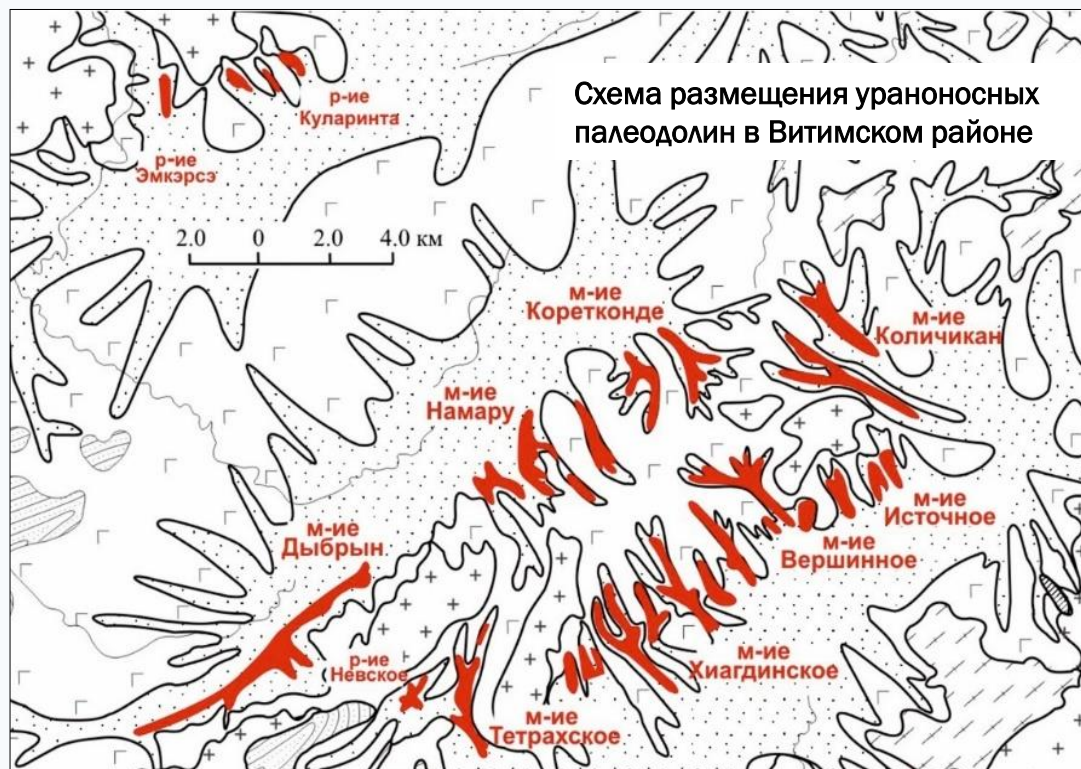 Схема размещения ураноносных
палеодолин в Витимском районе
р-ие
Куларинта
р-ие
Эмкэрсэ
2.0 0 2.0 4.0 км
м-ие
Коретконде
м-ие
Количикан
м-ие
Намару
м-ие
Источное
м-ие
Дыбрын
м-ие
Вершинное
р-ие
Невское
м-ие
Хиагдинское
м-ие
Тетрахское